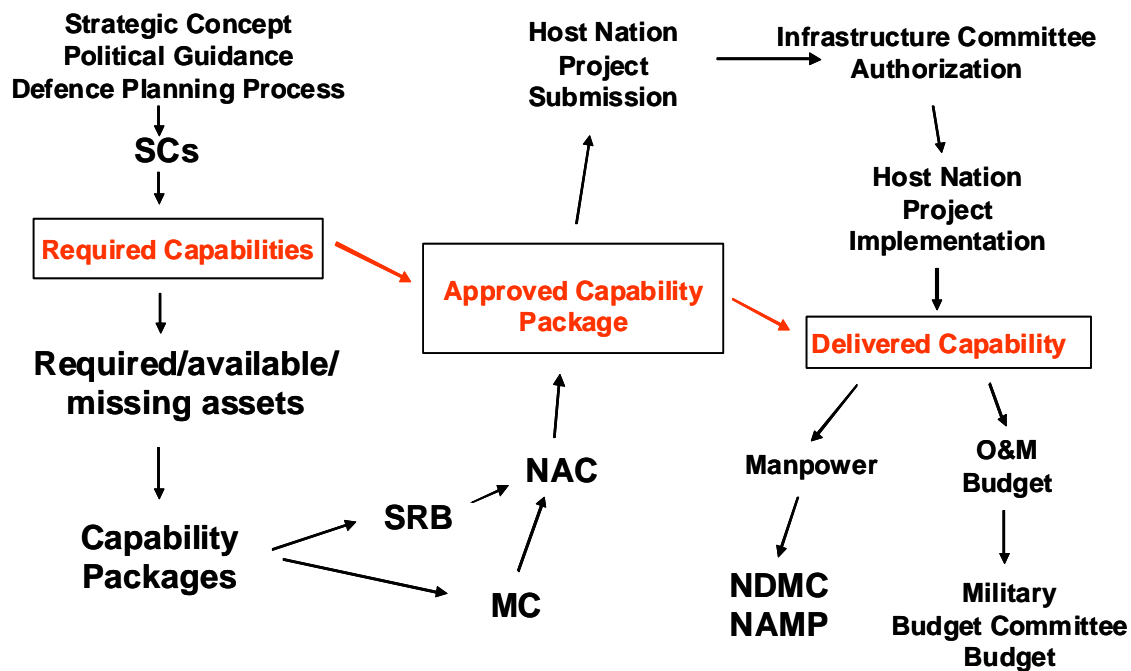 Strategic Concept
Political Guidance
Defence Planning Process
SCs
Required Capabilities
Required/available/
missing assets
Capability
Packages
SRB
MC
NAC
Approved Capability
Package
Host Nation
Project
Submission
Infrastructure Committee
Authorization
Host Nation
Project
Implementation
Delivered Capability
Manpower
NDMC
NAMP
O&M
Budget
Military
Budget Committee
Budget